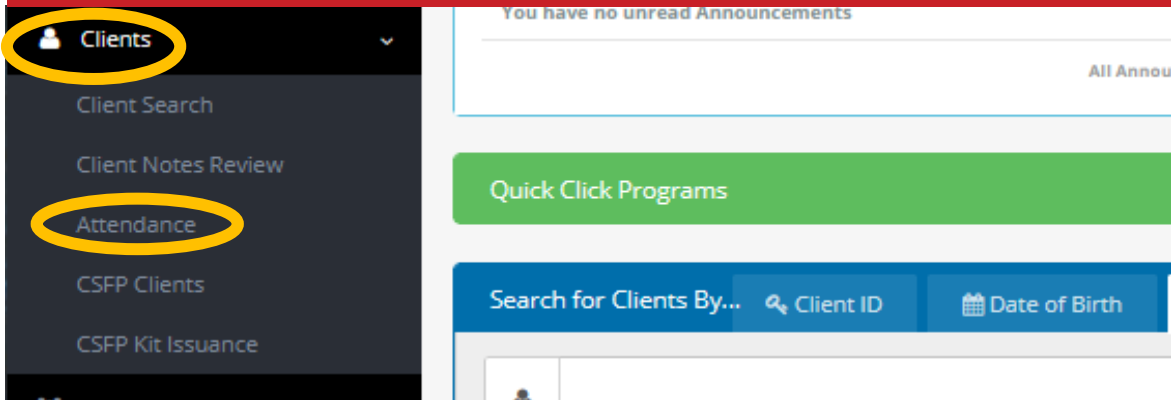 Clients
Client Search
Client Notes Review
Attendance
CSFP Clients
CSFP Kit Issuance
You have no unread Announcements
All Annou
Quick Click Programs
Search for Clients By... Client ID Date of Birth